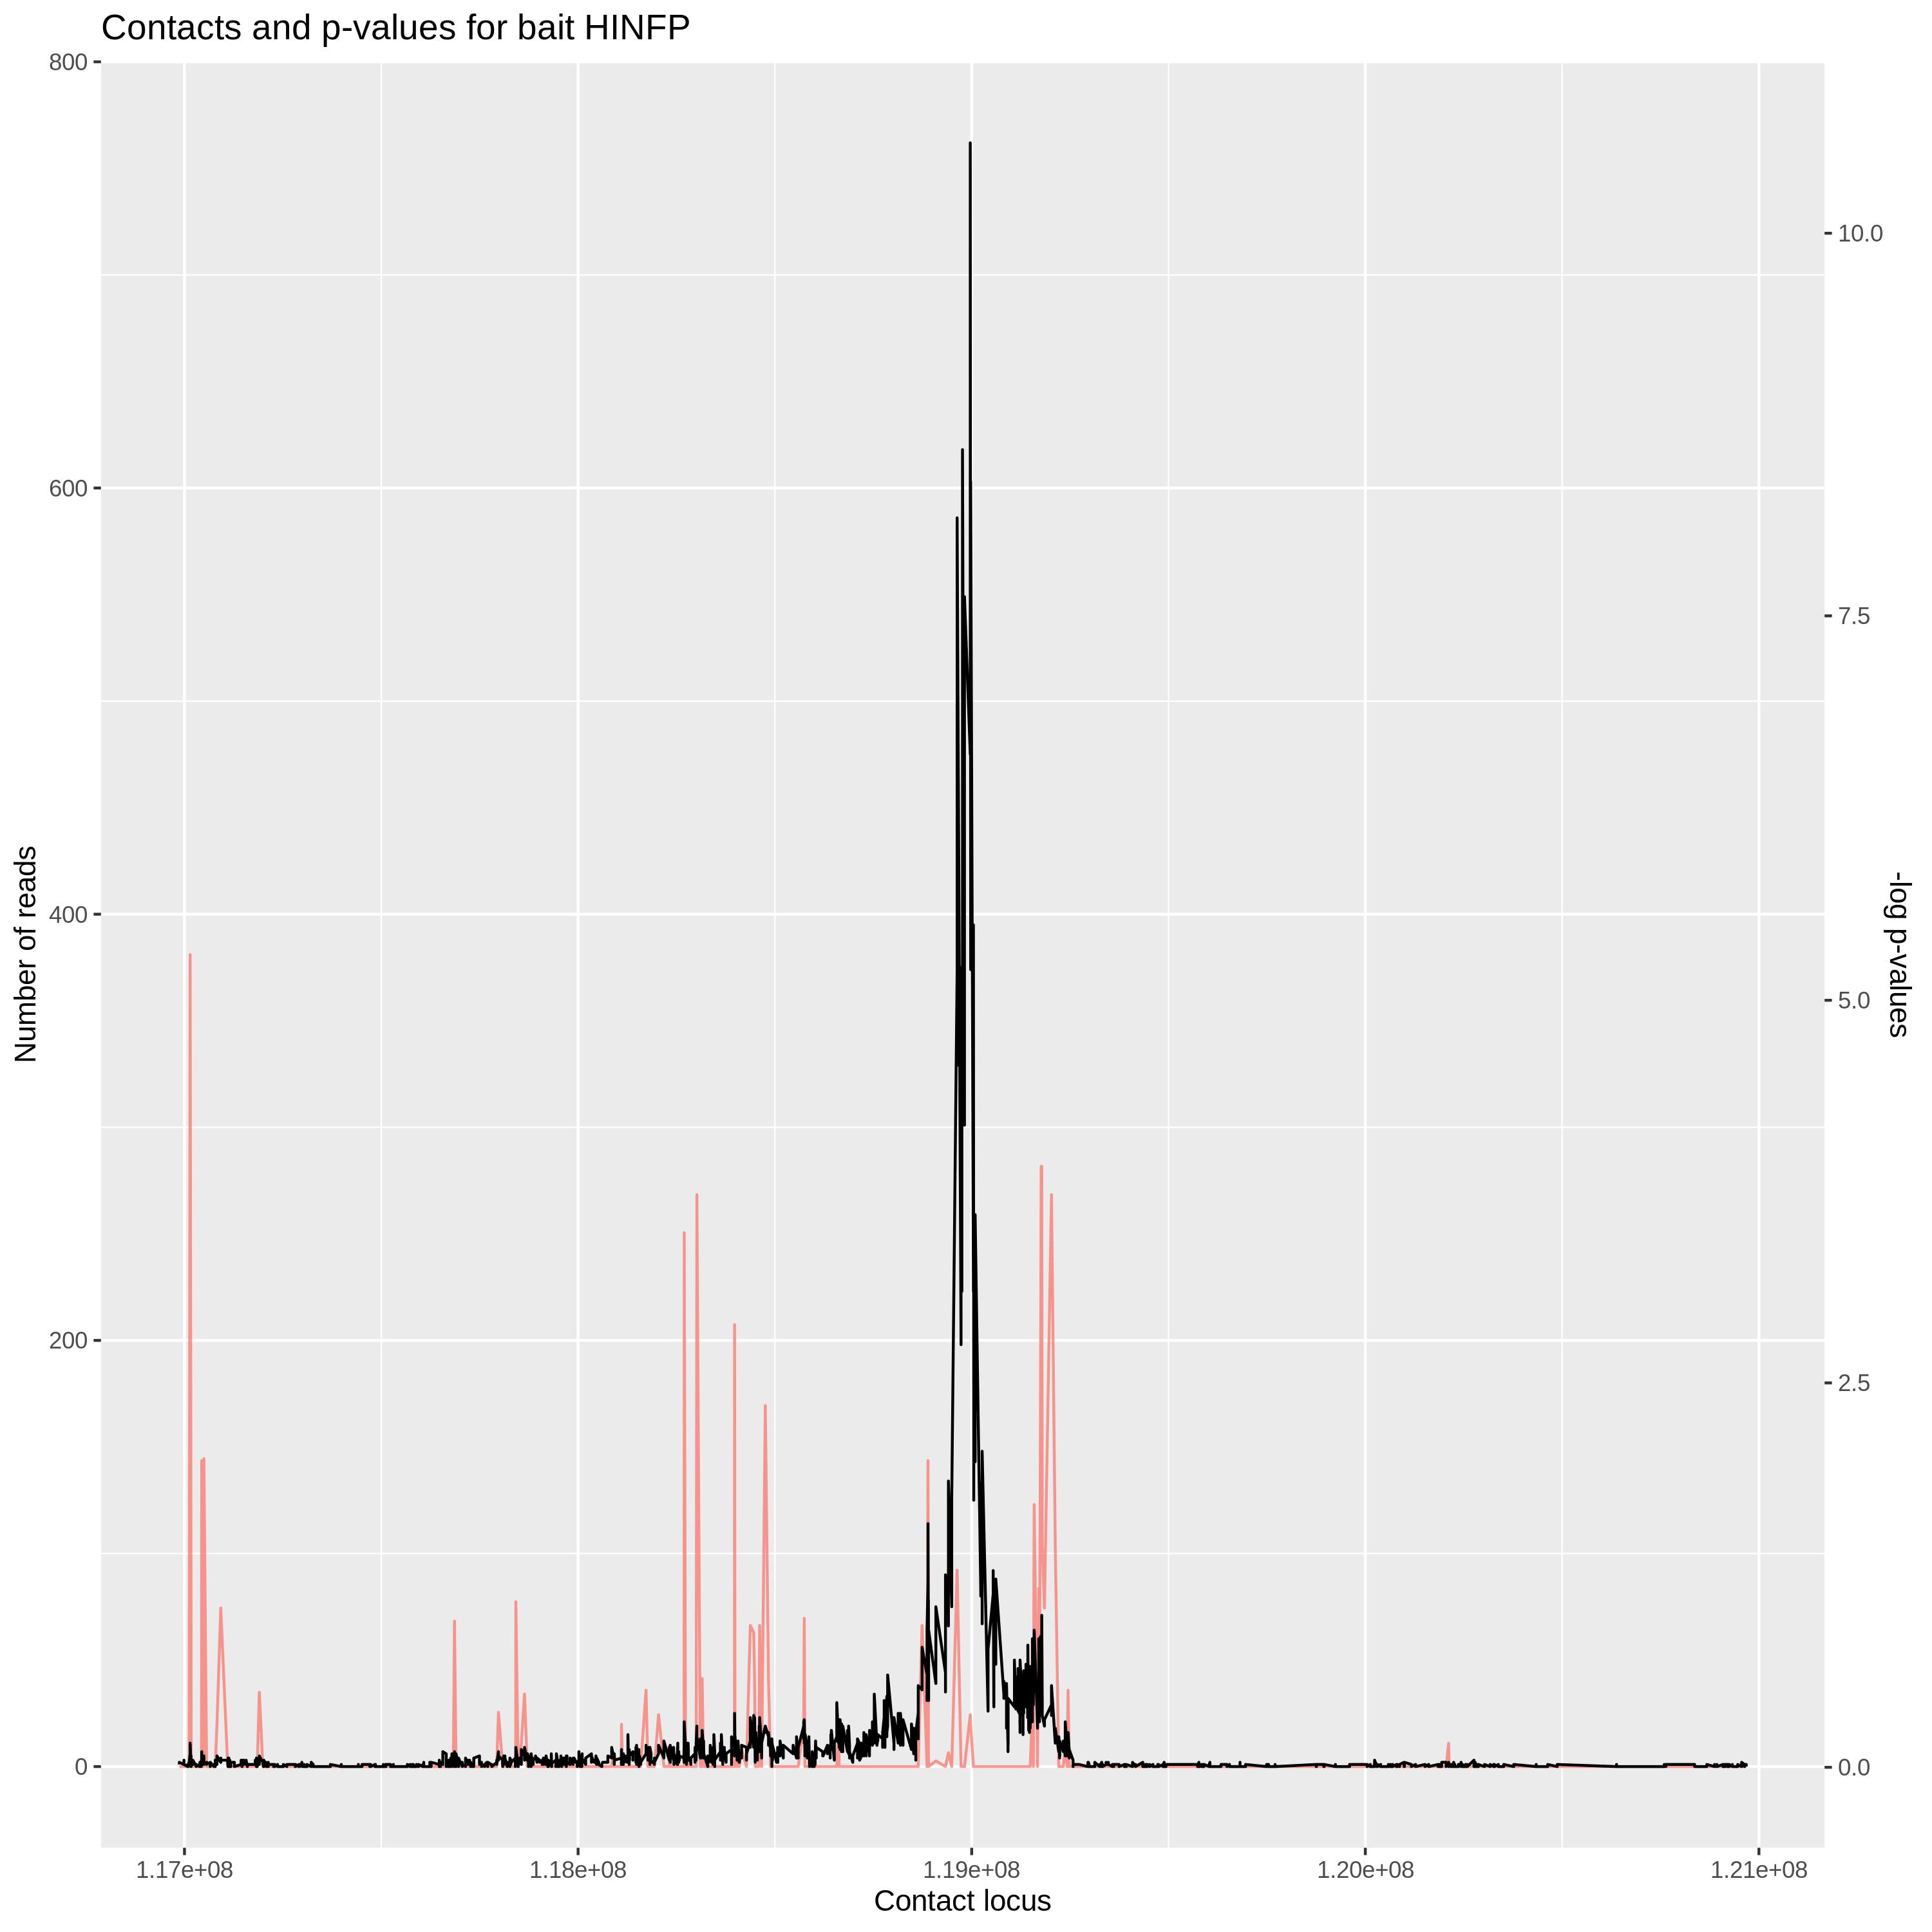 Contacts and p-values for bait HINFP
800
600
400
200
0
Number of reads
10.0
7.5
5.0
2.5
0.0
-log p-values
1.17e+08
1.18e+08
1.19e+08
1.20e+08
1.21e+08
Contact locus